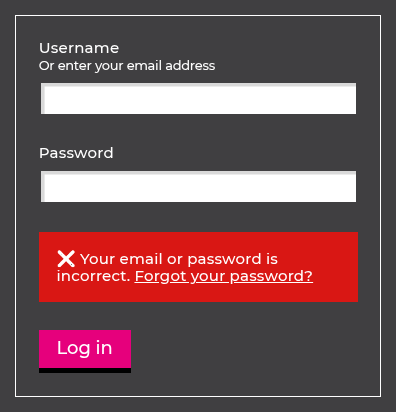 Username
Or enter your email address
Password
Your email or password is
incorrect. Forgot your password?
Log in